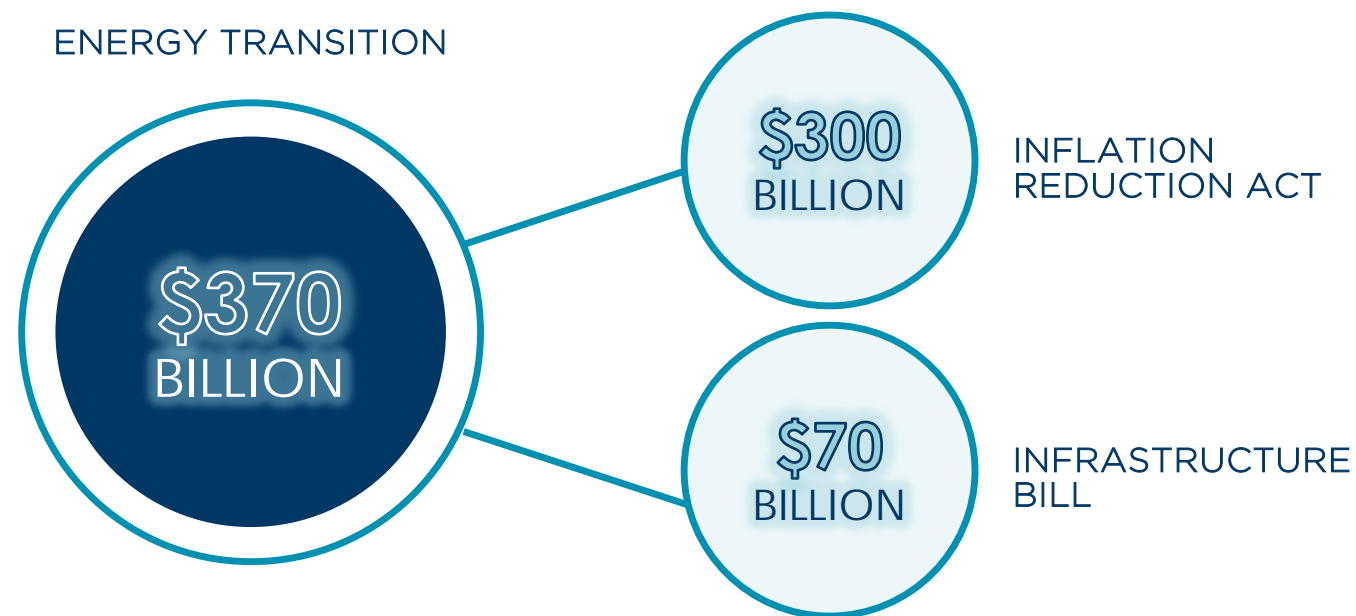 ENERGY TRANSITION
$370
BILLION
$300
BILLION
INFLATION
REDUCTION ACT
$70
BILLION
INFRASTRUCTURE
BILL